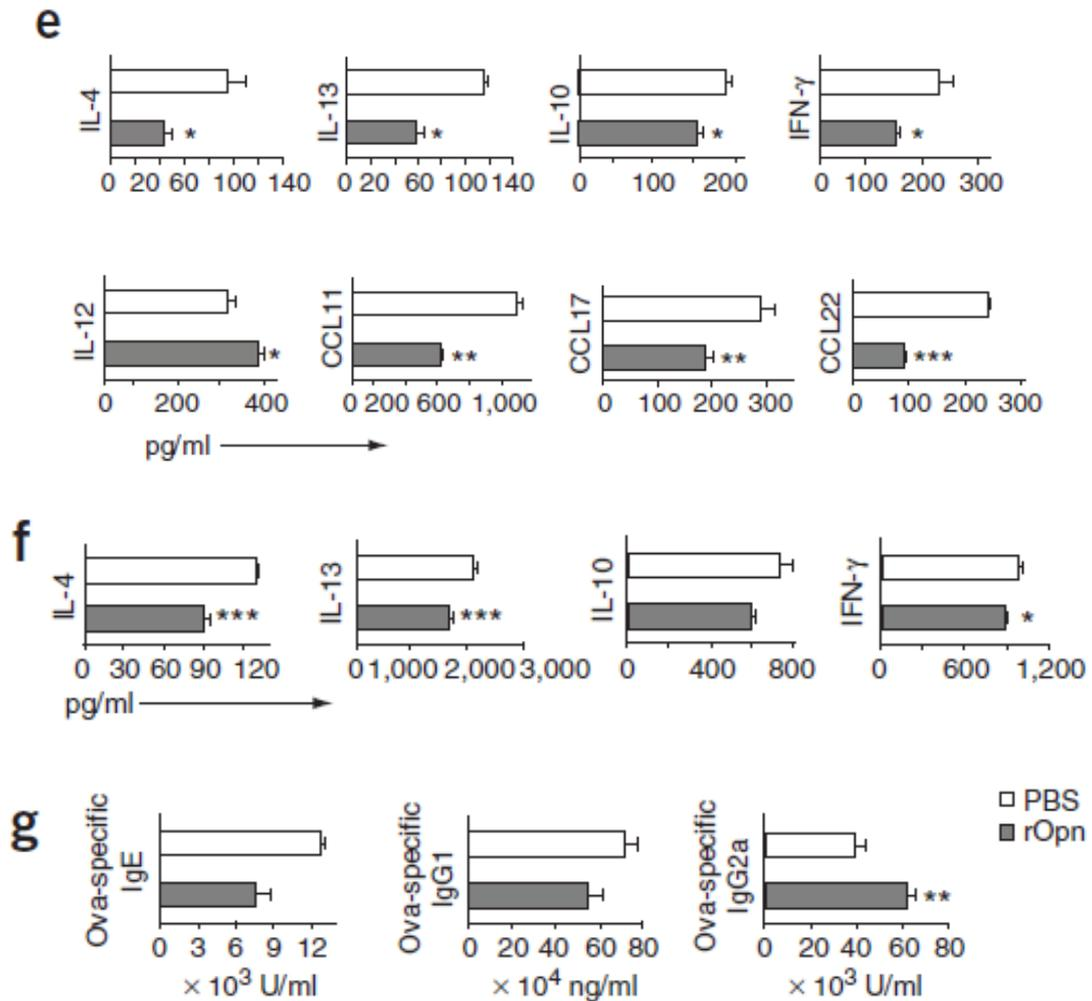 e
IL-4
*
0 20 60 100 140
IL-13
*
0 20 60 100 140
IL-10
*
0 100 200
IFN-γ
*
0 100 200 300
IL-12
*
0 200 400
CCL11
**
0 200 600 1,000
CCL17
**
0 100 200 300
CCL22
***
0 100 200 300
pg/ml
f
IL-4
***
0 30 60 90 120
IL-13
***
0 1,000 2,000 3,000
IL-10
0 400 800
IFN-γ
*
0 600 1,200
pg/ml
g
Ova-specific
IgE
0 3 6 9 12
× 10³ U/ml
Ova-specific
IgG1
0 20 40 60 80
× 10⁴ ng/ml
Ova-specific
IgG2a
**
0 20 40 60 80
× 10³ U/ml
PBS
rOpn